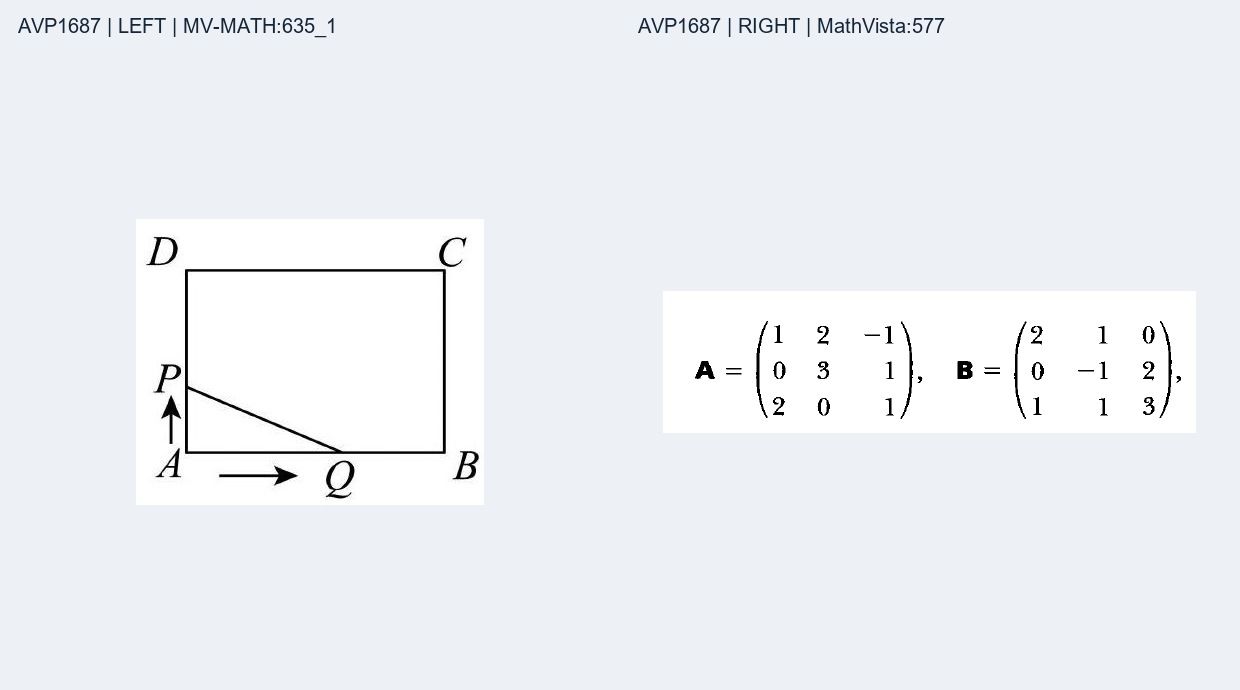 AVP1687 | LEFT | MV-MATH:635_1
AVP1687 | RIGHT | MathVista:577
D C
P
A Q B
1 2 −1 2 1 0
A = 0 3 1 , B = 0 −1 2 ,
2 0 1 1 1 3